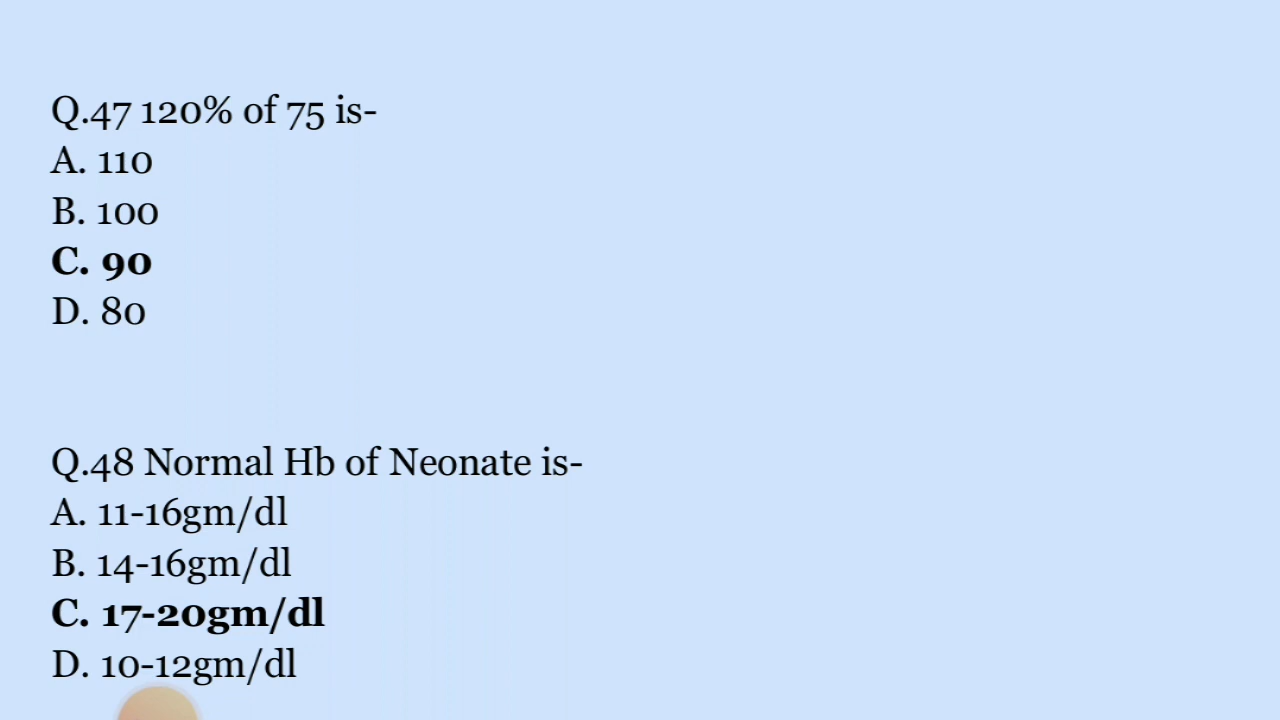 Q.47 120% of 75 is-
A. 110
B. 100
C. 90
D. 80
Q.48 Normal Hb of Neonate is-
A. 11-16gm/dl
B. 14-16gm/dl
C. 17-20gm/dl
D. 10-12gm/dl